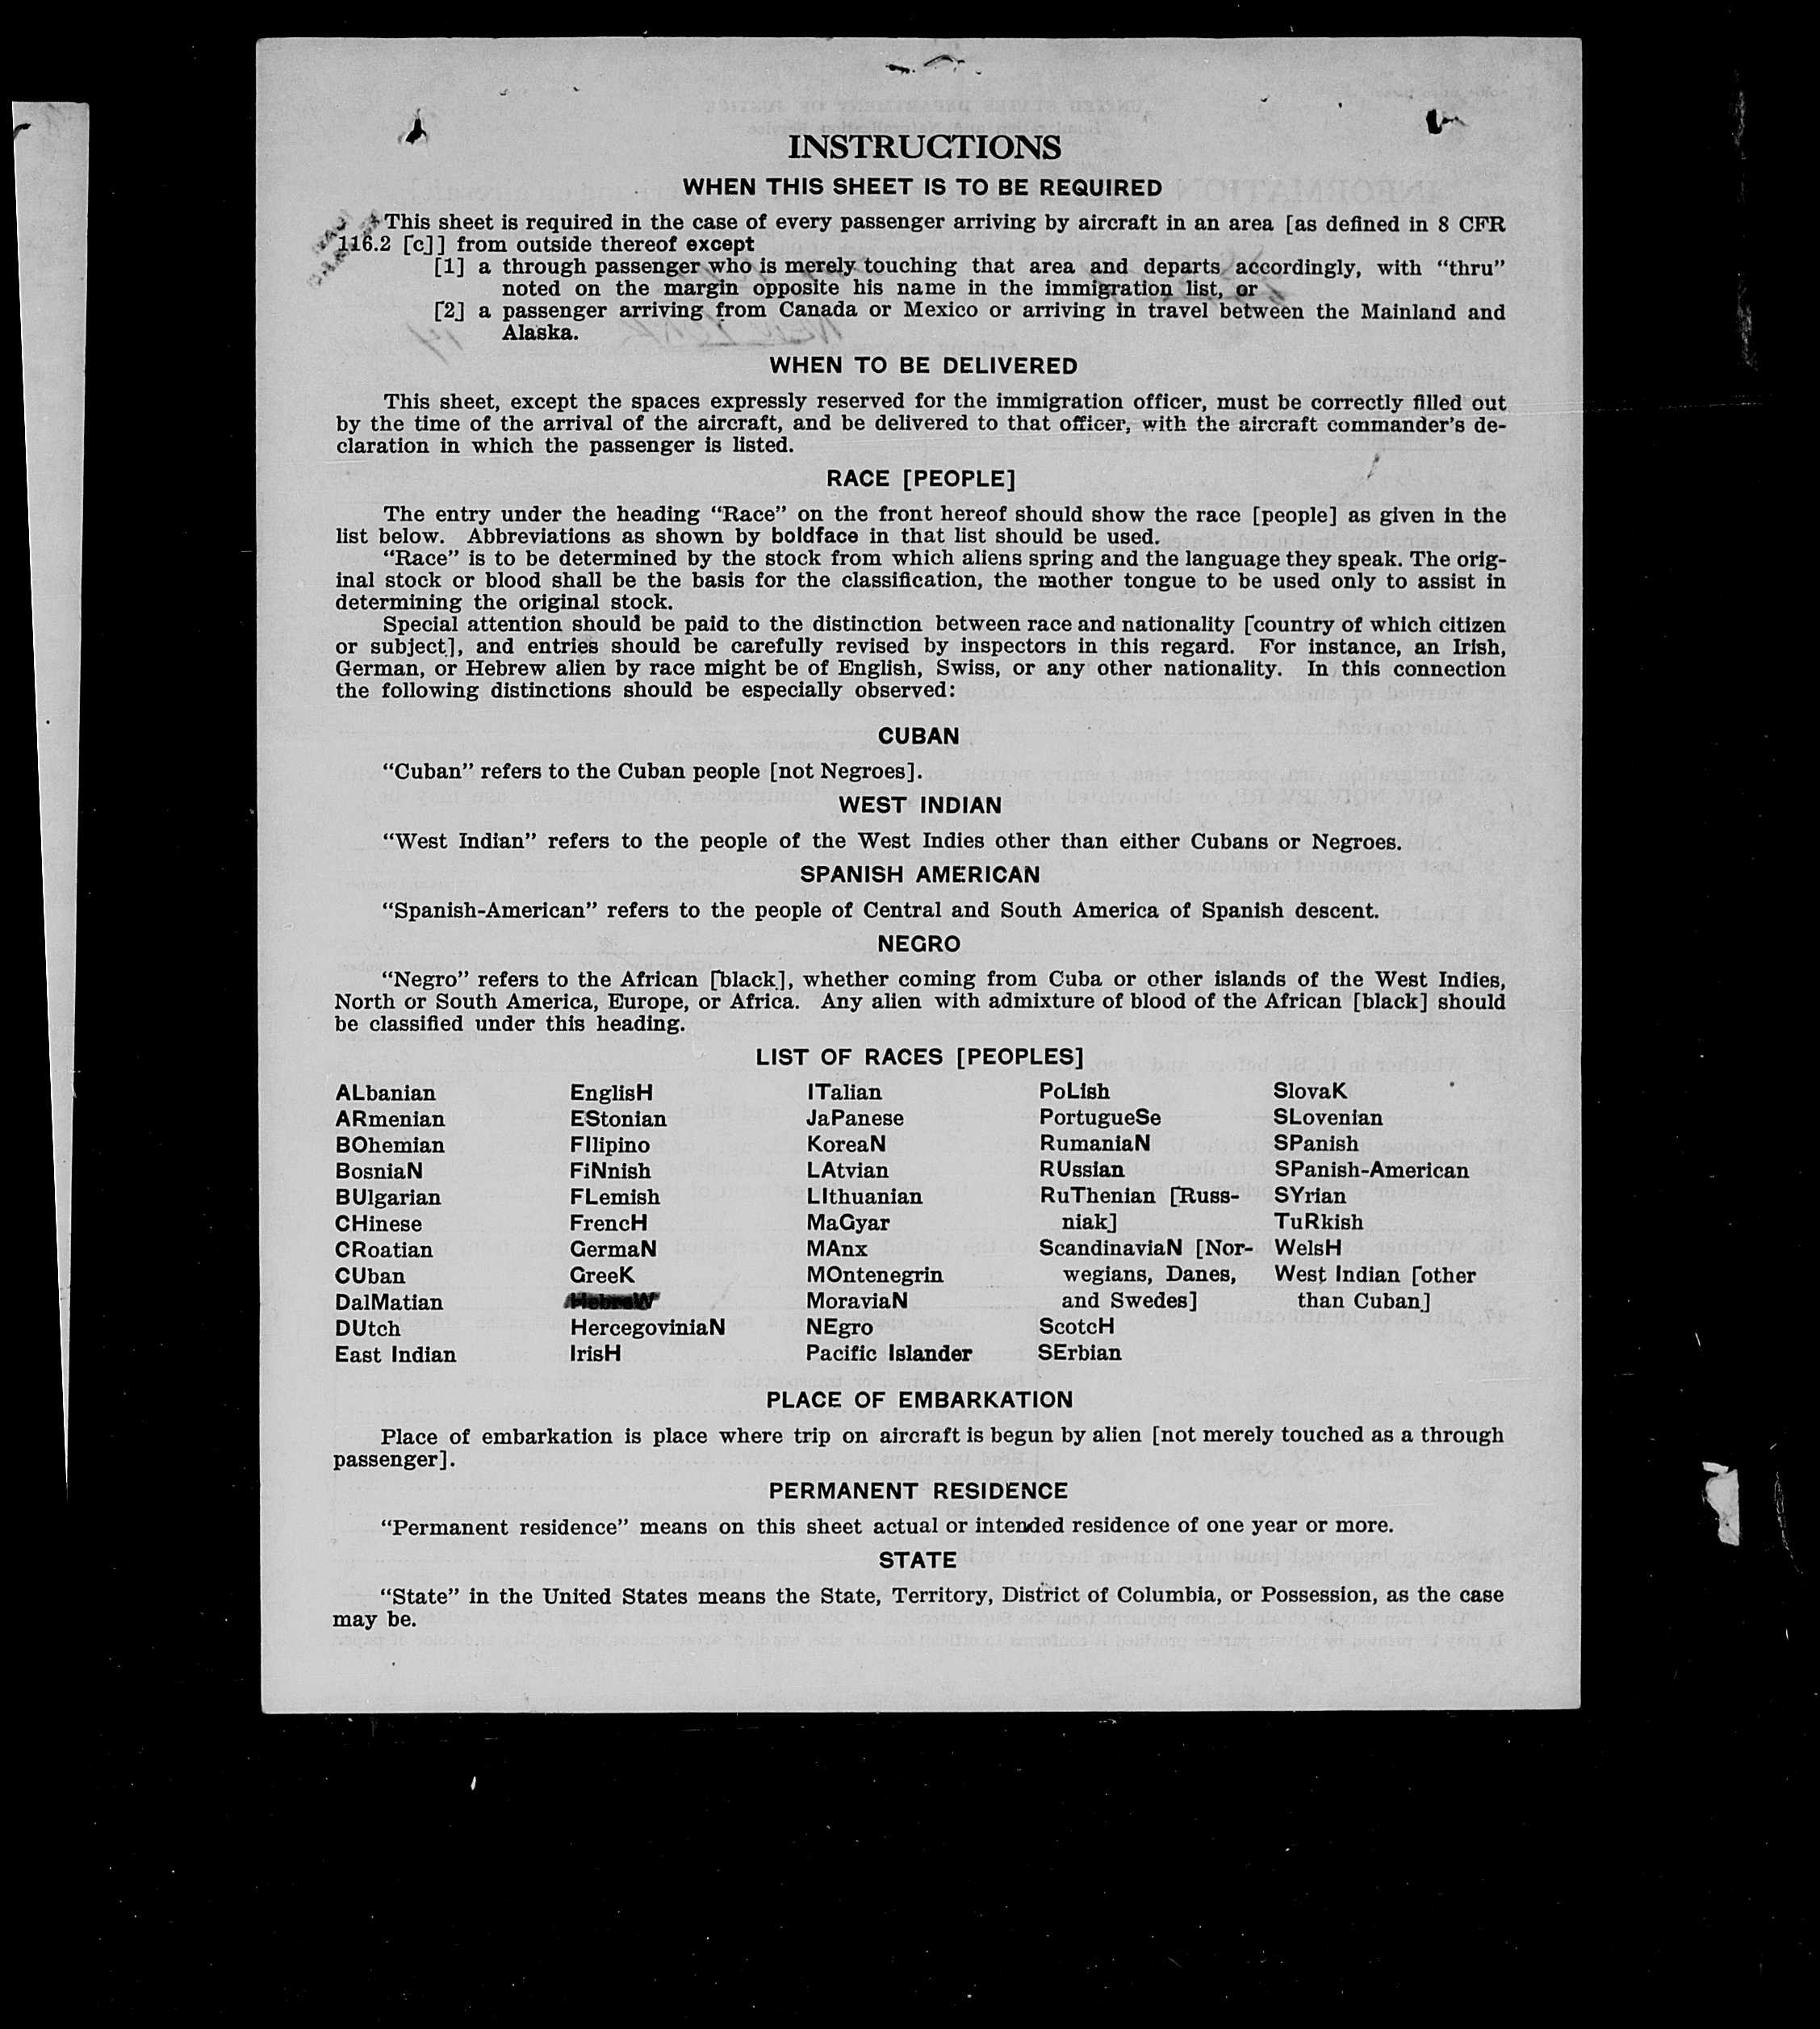 INSTRUCTIONS
WHEN THIS SHEET IS TO BE REQUIRED
This sheet is required in the case of every passenger arriving by aircraft in an area [as defined in 8 CFR
116.2 [c]] from outside thereof except
[1] a through passenger who is merely touching that area and departs accordingly, with “thru”
noted on the margin opposite his name in the immigration list, or
[2] a passenger arriving from Canada or Mexico or arriving in travel between the Mainland and
Alaska.
WHEN TO BE DELIVERED
This sheet, except the spaces expressly reserved for the immigration officer, must be correctly filled out
by the time of the arrival of the aircraft, and be delivered to that officer, with the aircraft commander’s de-
claration in which the passenger is listed.
RACE [PEOPLE]
The entry under the heading “Race” on the front hereof should show the race [people] as given in the
list below. Abbreviations as shown by boldface in that list should be used.
“Race” is to be determined by the stock from which aliens spring and the language they speak. The orig-
inal stock or blood shall be the basis for the classification, the mother tongue to be used only to assist in
determining the original stock.
Special attention should be paid to the distinction between race and nationality [country of which citizen
or subject], and entries should be carefully revised by inspectors in this regard. For instance, an Irish,
German, or Hebrew alien by race might be of English, Swiss, or any other nationality. In this connection
the following distinctions should be especially observed:
CUBAN
“Cuban” refers to the Cuban people [not Negroes].
WEST INDIAN
“West Indian” refers to the people of the West Indies other than either Cubans or Negroes.
SPANISH AMERICAN
“Spanish-American” refers to the people of Central and South America of Spanish descent.
NEGRO
“Negro” refers to the African [black], whether coming from Cuba or other islands of the West Indies,
North or South America, Europe, or Africa. Any alien with admixture of blood of the African [black] should
be classified under this heading.
LIST OF RACES [PEOPLES]
ALbanian
ARmenian
BOhemian
BosniaN
BUlgarian
CHinese
CRoatian
CUban
DalMatian
DUtch
East Indian
EnglisH
EStonian
FIlipino
FiNnish
FLemish
FrencH
GermaN
GreeK
HebreW
HercegoviniaN
IrisH
ITalian
JaPanese
KoreaN
LAtvian
LIthuanian
MaGyar
MAnx
MOntenegrin
MoraviaN
NEgro
Pacific Islander
PoLish
PortugueSe
RumaniaN
RUssian
RuThenian [Russ-
niak]
ScandinaviaN [Nor-
wegians, Danes,
and Swedes]
ScotcH
SErbian
SlovaK
SLovenian
SPanish
SPanish-American
SYrian
TuRkish
WelsH
West Indian [other
than Cuban]
PLACE OF EMBARKATION
Place of embarkation is place where trip on aircraft is begun by alien [not merely touched as a through
passenger].
PERMANENT RESIDENCE
“Permanent residence” means on this sheet actual or intended residence of one year or more.
STATE
“State” in the United States means the State, Territory, District of Columbia, or Possession, as the case
may be.